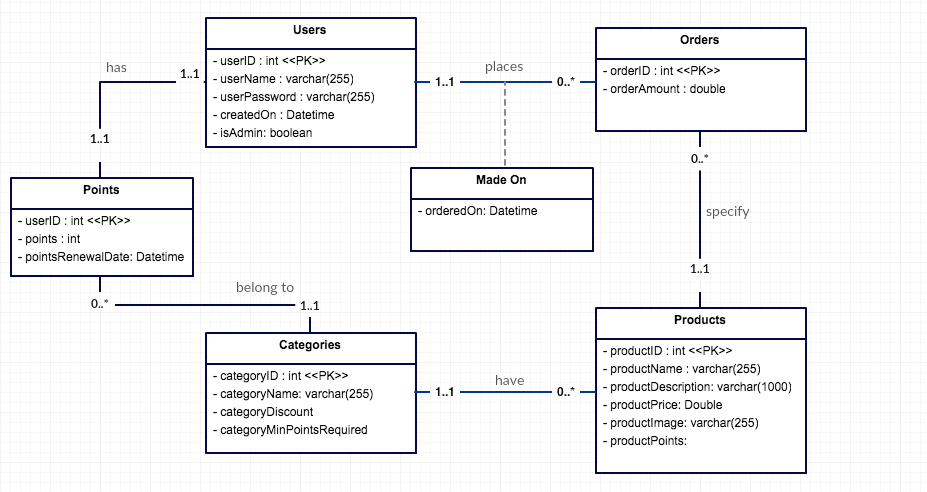 Users
- userID : int <<PK>>
- userName : varchar(255)
- userPassword : varchar(255)
- createdOn : Datetime
- isAdmin: boolean
has
1..1
1..1
places
1..1
0..*
Orders
- orderID : int <<PK>>
- orderAmount : double
Made On
- orderedOn: Datetime
0..*
specify
1..1
Points
- userID : int <<PK>>
- points : int
- pointsRenewalDate: Datetime
0..*
belong to
1..1
Categories
- categoryID : int <<PK>>
- categoryName: varchar(255)
- categoryDiscount
- categoryMinPointsRequired
have
1..1
0..*
Products
- productID : int <<PK>>
- productName : varchar(255)
- productDescription: varchar(1000)
- productPrice: Double
- productImage: varchar(255)
- productPoints: